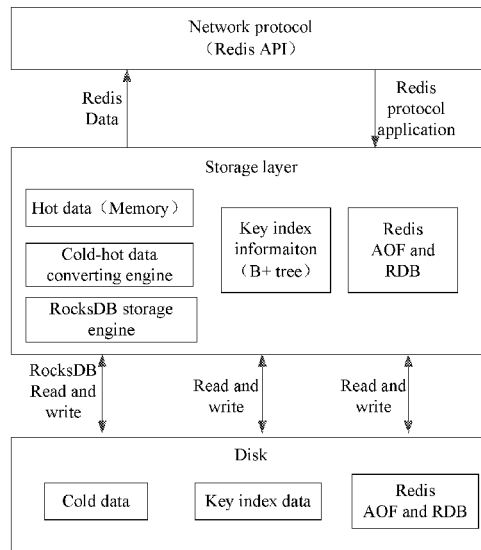 Network protocol
（Redis API）
Redis
Data
Redis
protocol
application
Storage layer
Hot data（Memory）
Cold-hot data
converting engine
RocksDB storage
engine
Key index
informaiton
（B+ tree）
Redis
AOF and
RDB
RocksDB
Read and
write
Read and
write
Read and
write
Disk
Cold data
Key index data
Redis
AOF and RDB